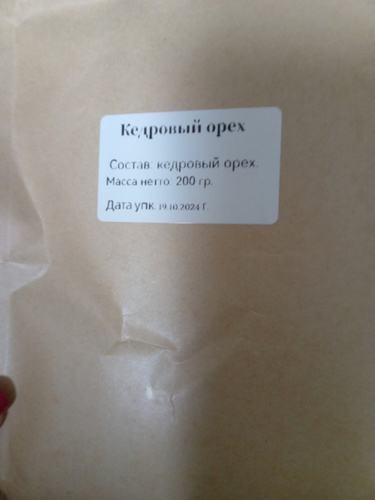 Кедровый орех
Состав: кедровый орех.
Масса нетто: 200 гр.
Дата упк. 19.10.2024 г.